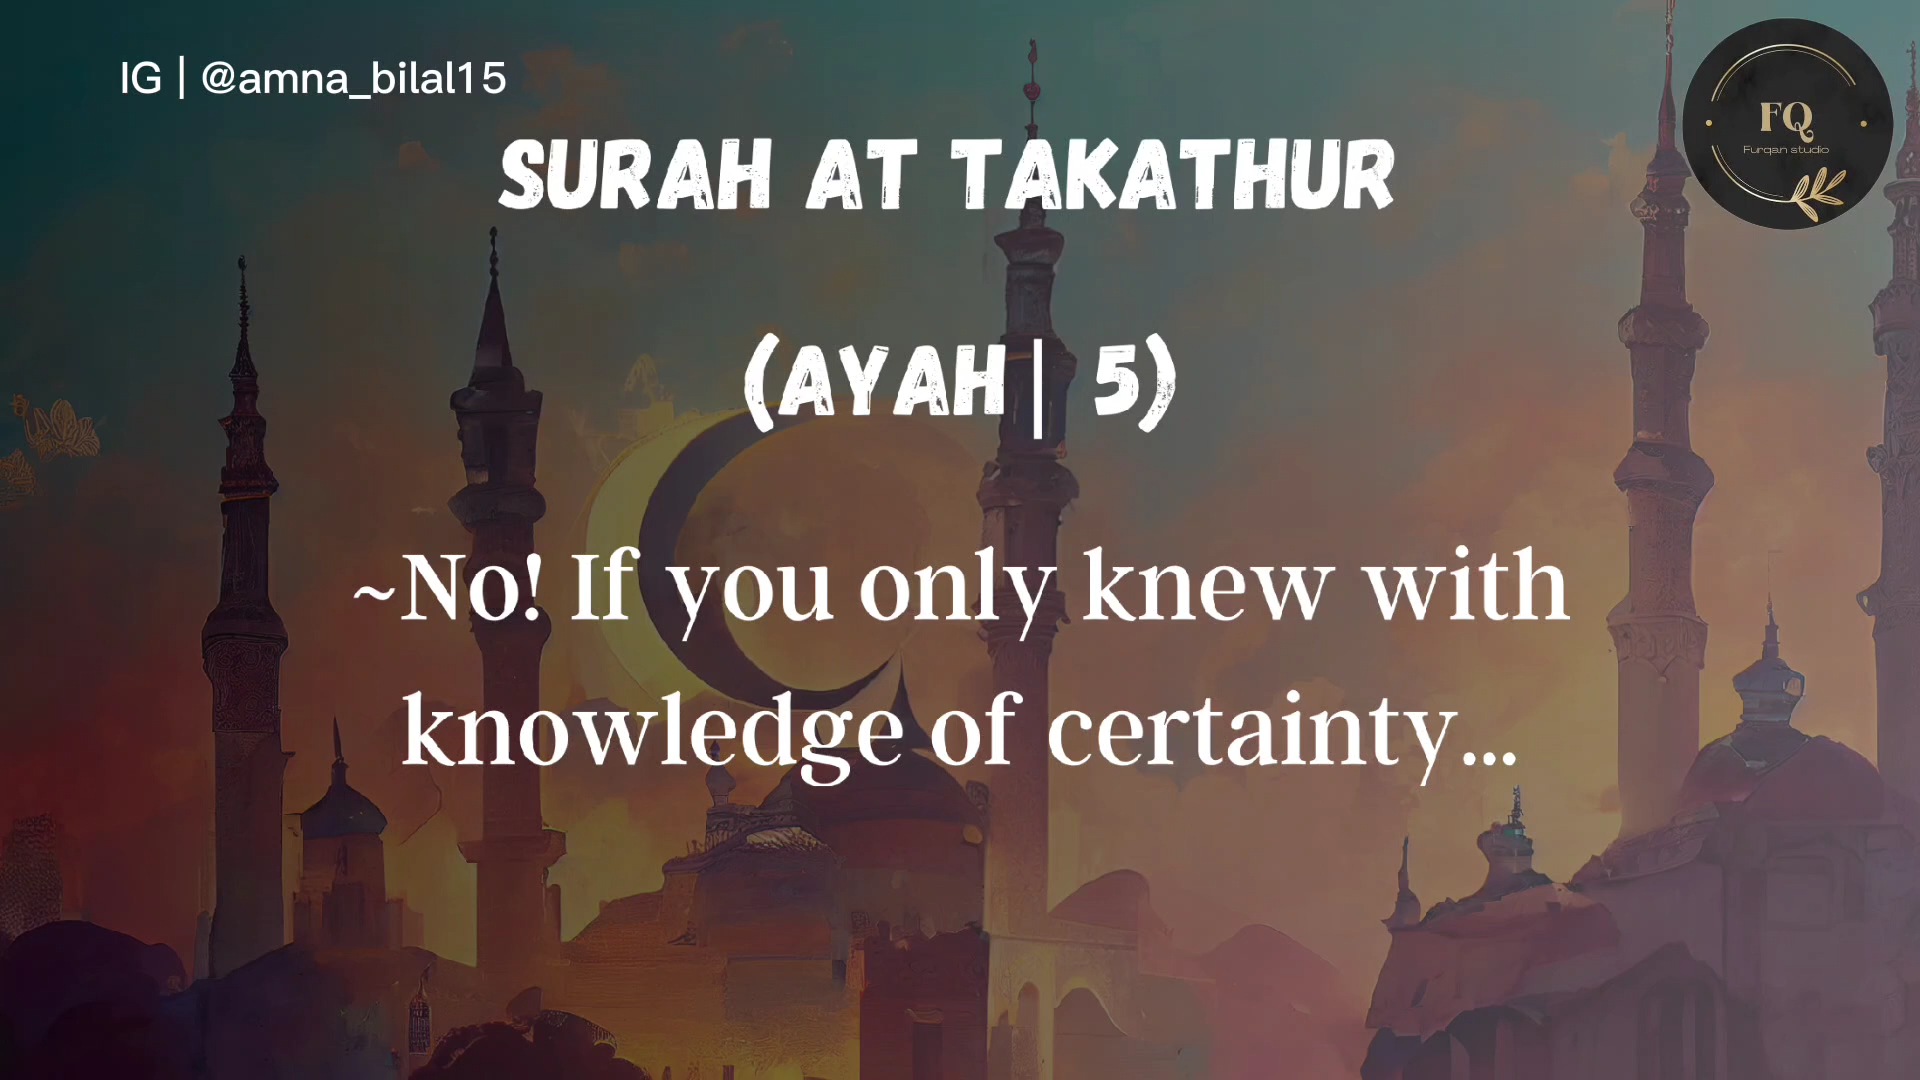 IG | @amna_bilal15
FQ
Furqan studio
SURAH AT TAKATHUR
(AYAH| 5)
~No! If you only knew with
knowledge of certainty...